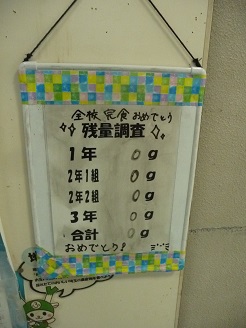 全校完食おめでとう
残量調査
1年 0g
2年1組 0g
2年2組 0g
3年 0g
合計 0g
おめでとう!